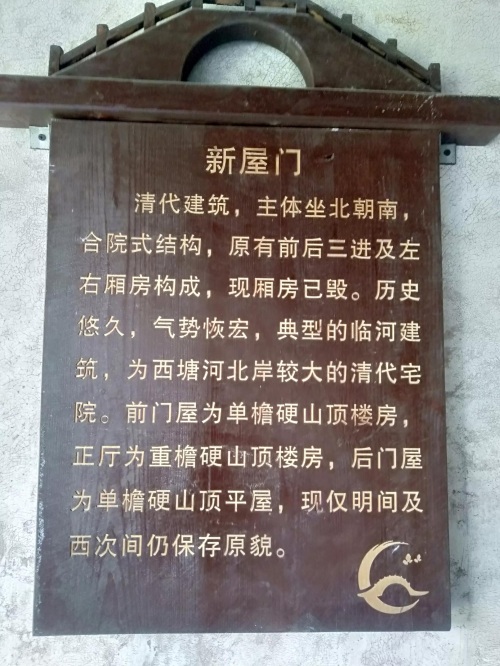 新屋门
清代建筑，主体坐北朝南，
合院式结构，原有前后三进及左
右厢房构成，现厢房已毁。历史
悠久，气势恢宏，典型的临河建
筑，为西塘河北岸较大的清代宅
院。前门屋为单檐硬山顶楼房，
正厅为重檐硬山顶楼房，后门屋
为单檐硬山顶平屋，现仅明间及
西次间仍保存原貌。